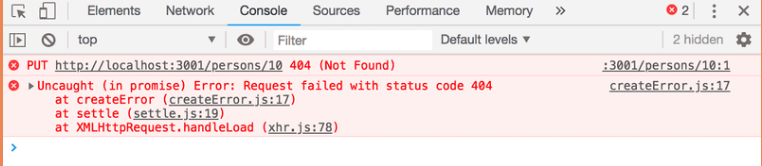 Elements Network Console Sources Performance Memory » 2
top Filter Default levels 2 hidden
PUT http://localhost:3001/persons/10 404 (Not Found) :3001/persons/10:1
Uncaught (in promise) Error: Request failed with status code 404 createError.js:17
at createError (createError.js:17)
at settle (settle.js:19)
at XMLHttpRequest.handleLoad (xhr.js:78)